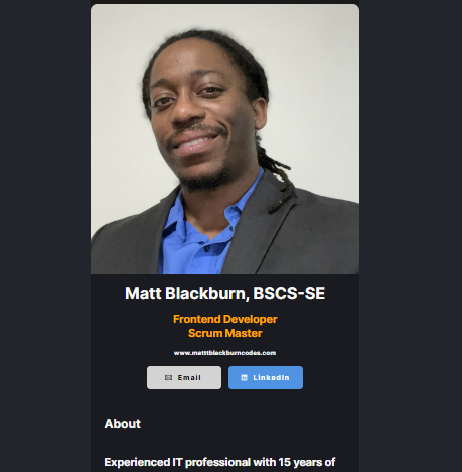 Matt Blackburn, BSCS-SE
Frontend Developer
Scrum Master
www.matttblackburncodes.com
Email
LinkedIn
About
Experienced IT professional with 15 years of